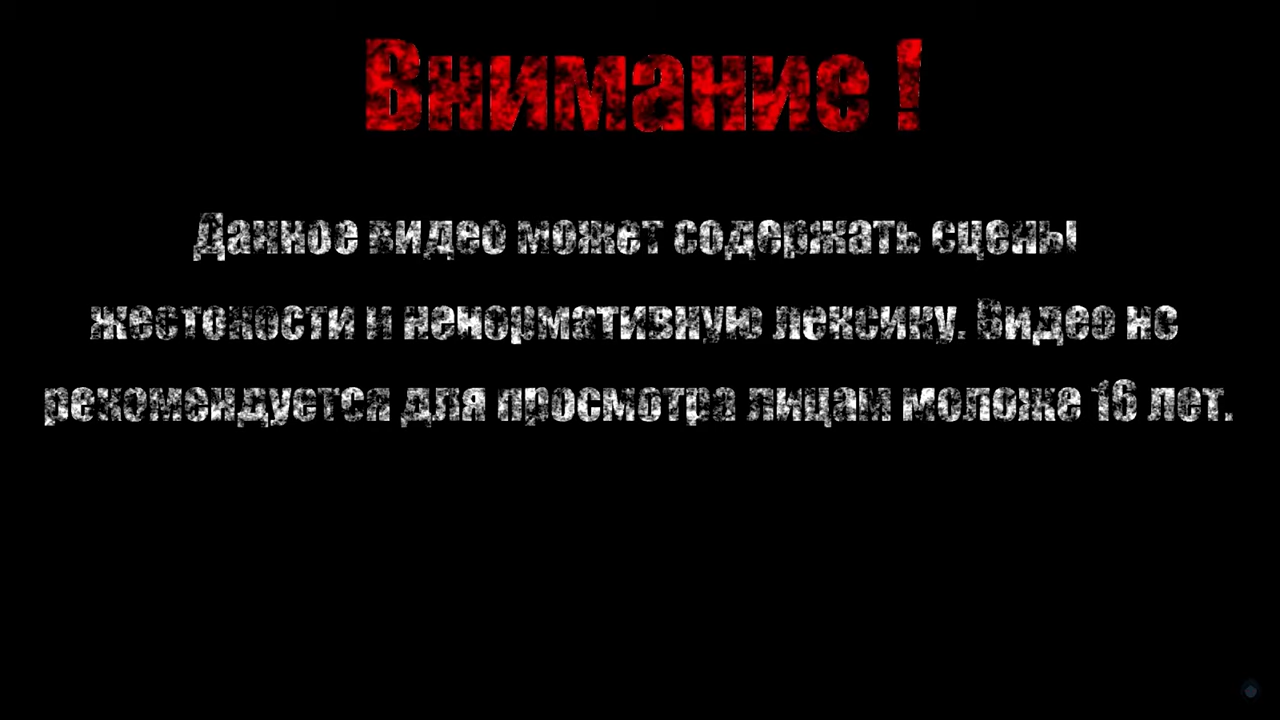 Внимание !
Данное видео может содержать сцены
жестокости и ненормативную лексику. Видео не
рекомендуется для просмотра лицам моложе 16 лет.